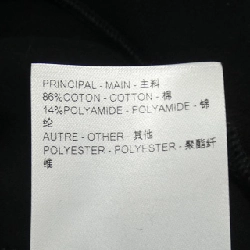 PRINCIPAL - MAIN - 主料
86%COTON - COTTON - 棉
14%POLYAMIDE - POLYAMIDE - 锦
纶
AUTRE - OTHER - 其他
POLYESTER - POLYESTER - 聚酯纤
维